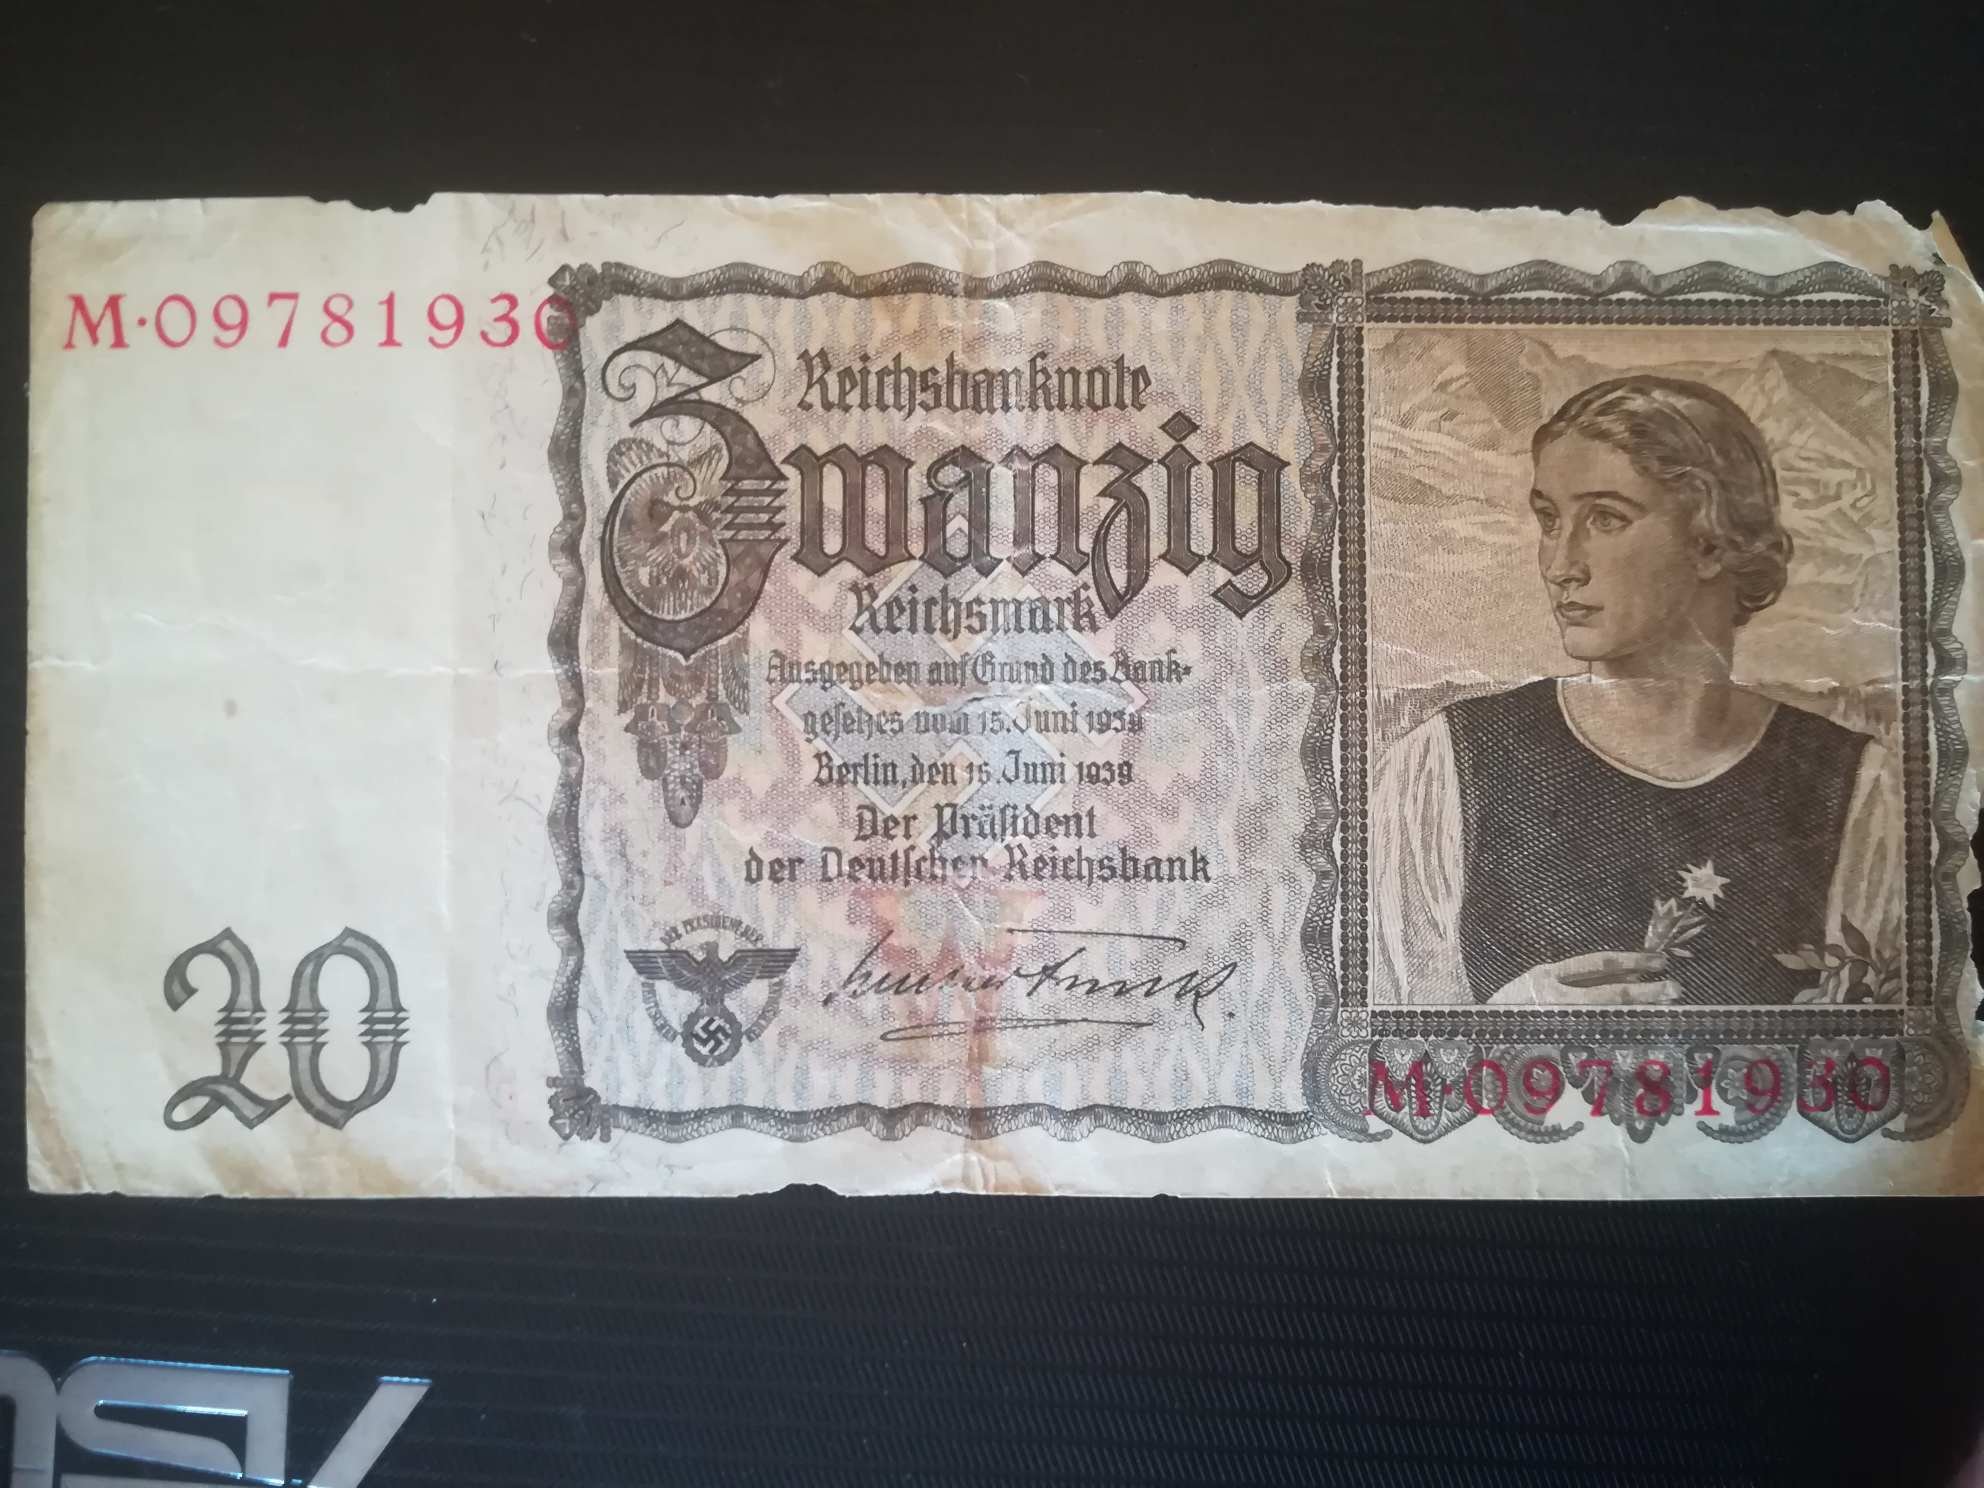 M·09781930
Reichsbanknote
Zwanzig
Reichsmark
Ausgegeben auf Grund des Bank-
gesetzes vom 15. Juni 1939
Berlin, den 15. Juni 1939
Der Präsident
der Deutschen Reichsbank
20
M·09781930